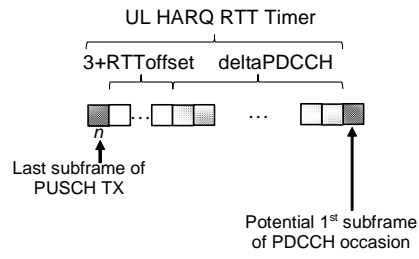 UL HARQ RTT Timer
3+RTToffset deltaPDCCH
... ...
n
Last subframe of
PUSCH TX
Potential 1st subframe
of PDCCH occasion